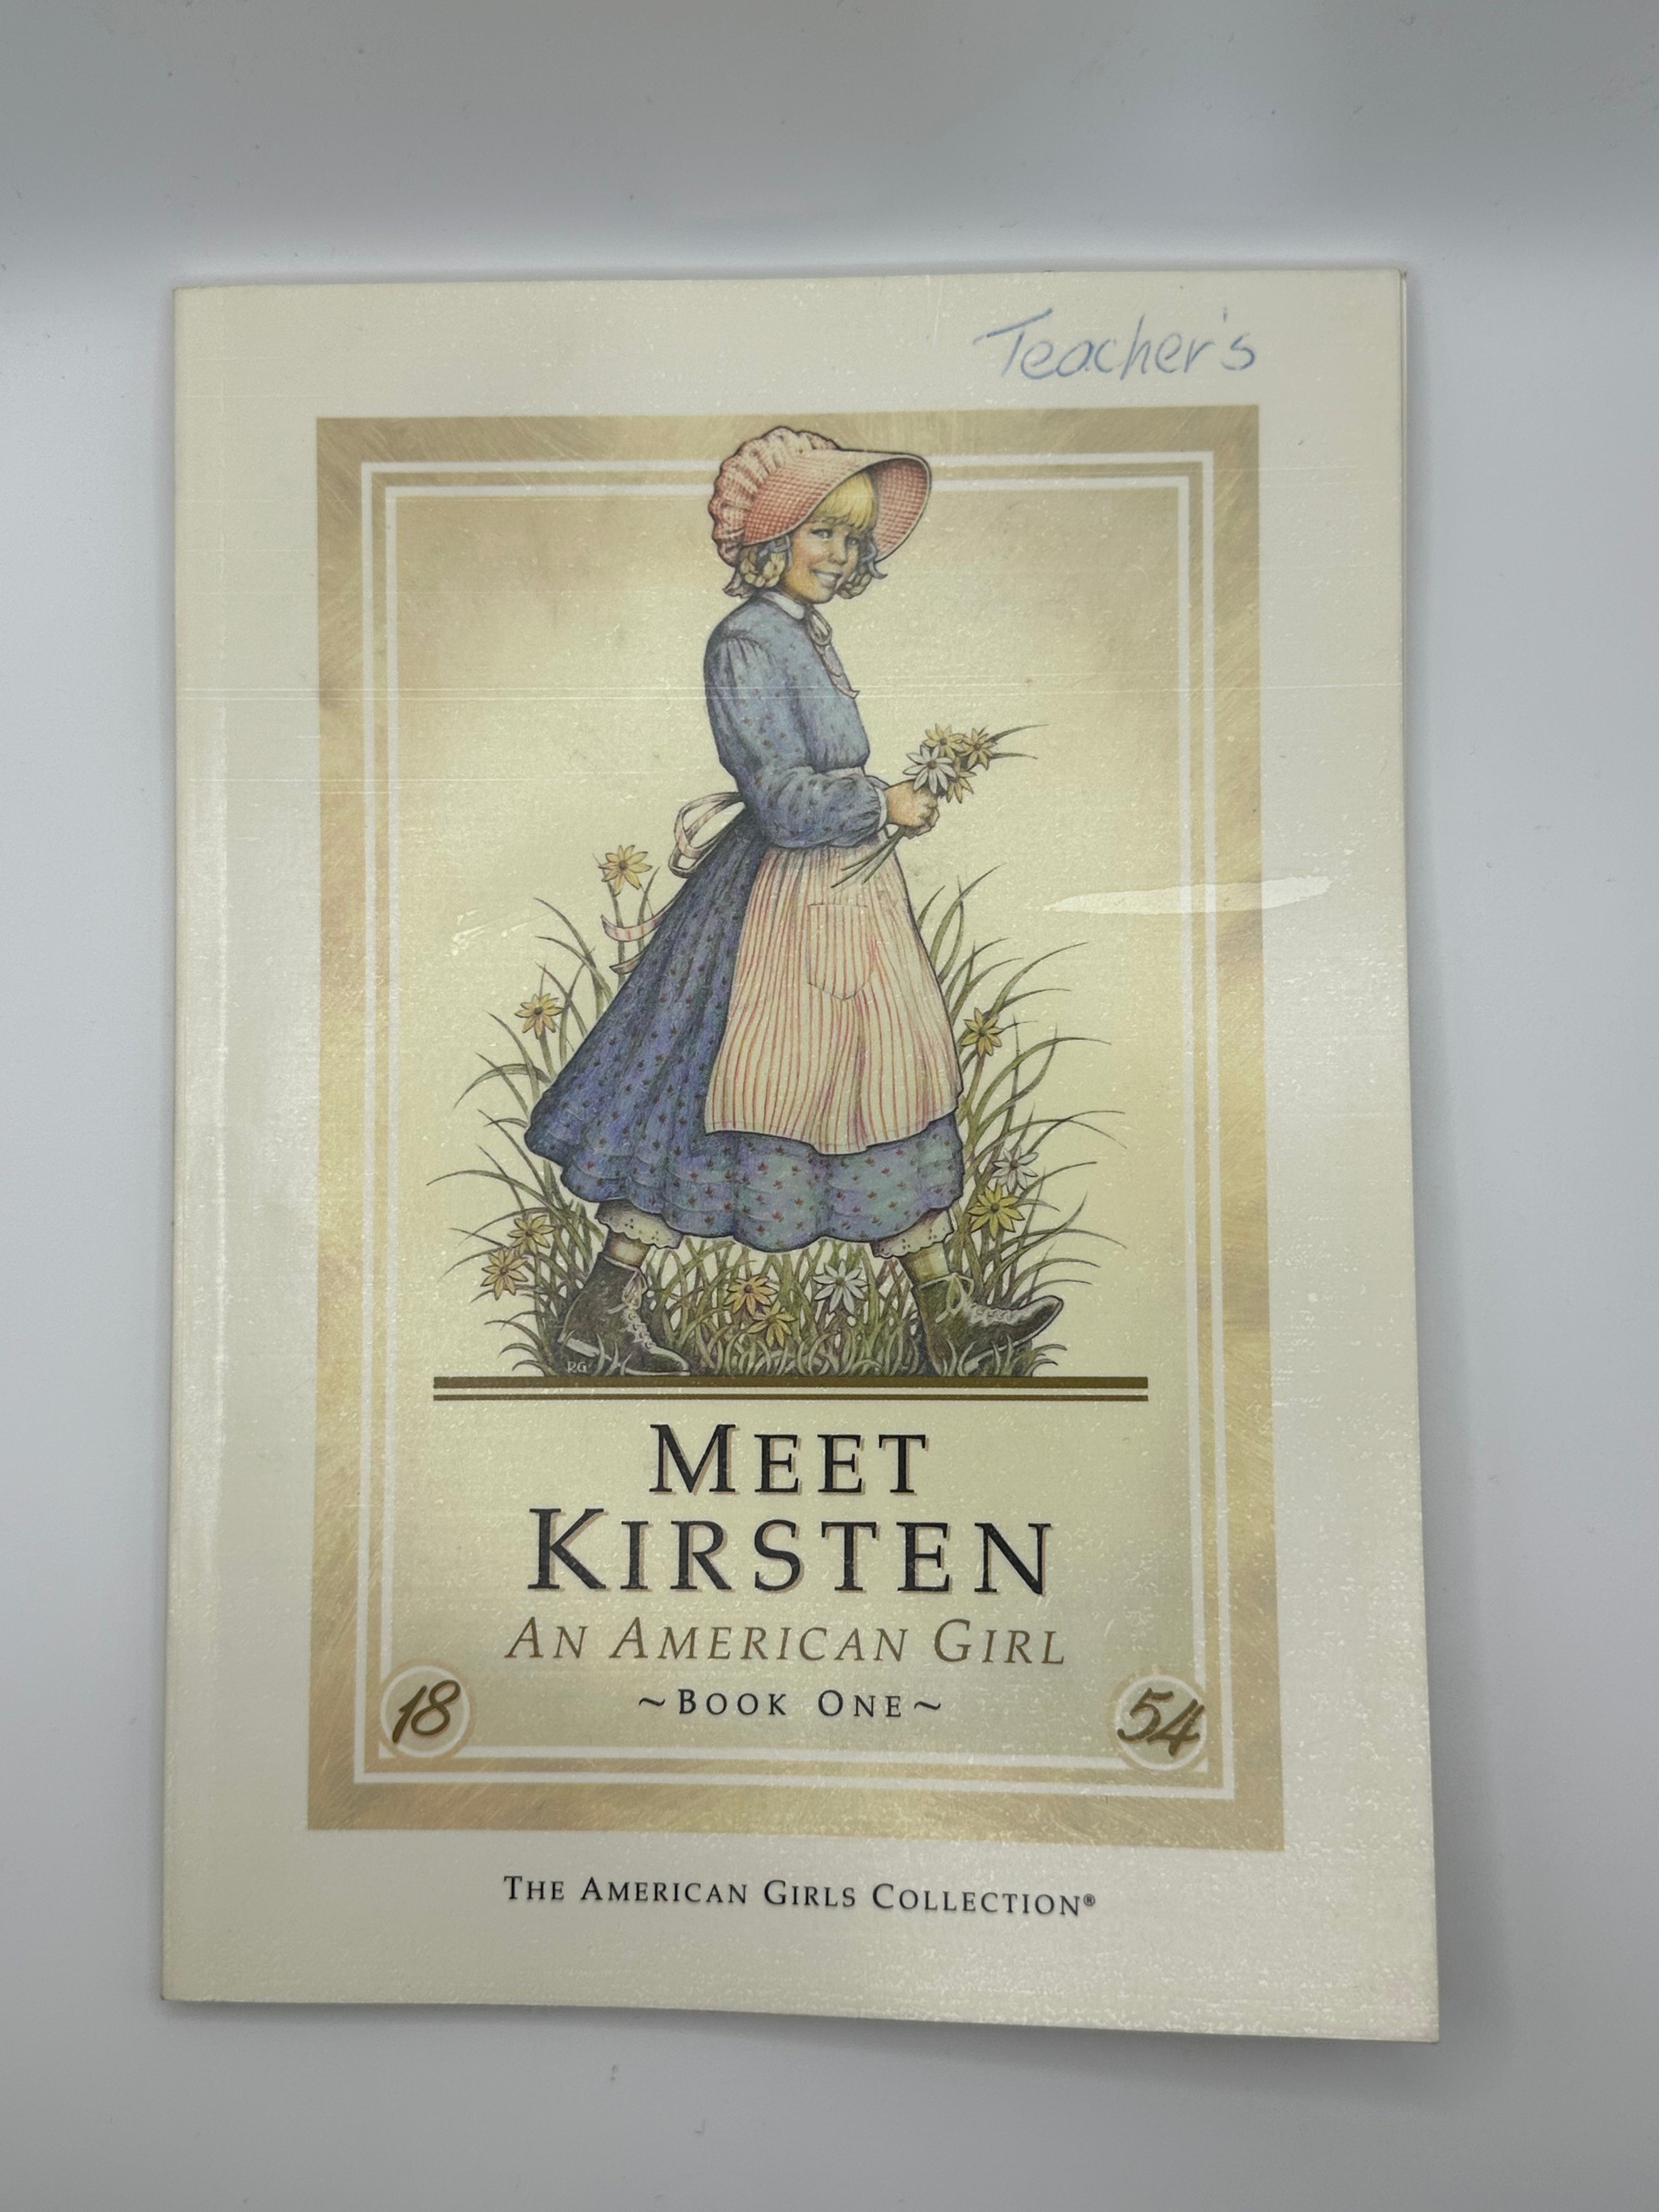 Teacher's
RG
MEET
KIRSTEN
AN AMERICAN GIRL
~BOOK ONE~
18 54
THE AMERICAN GIRLS COLLECTION®